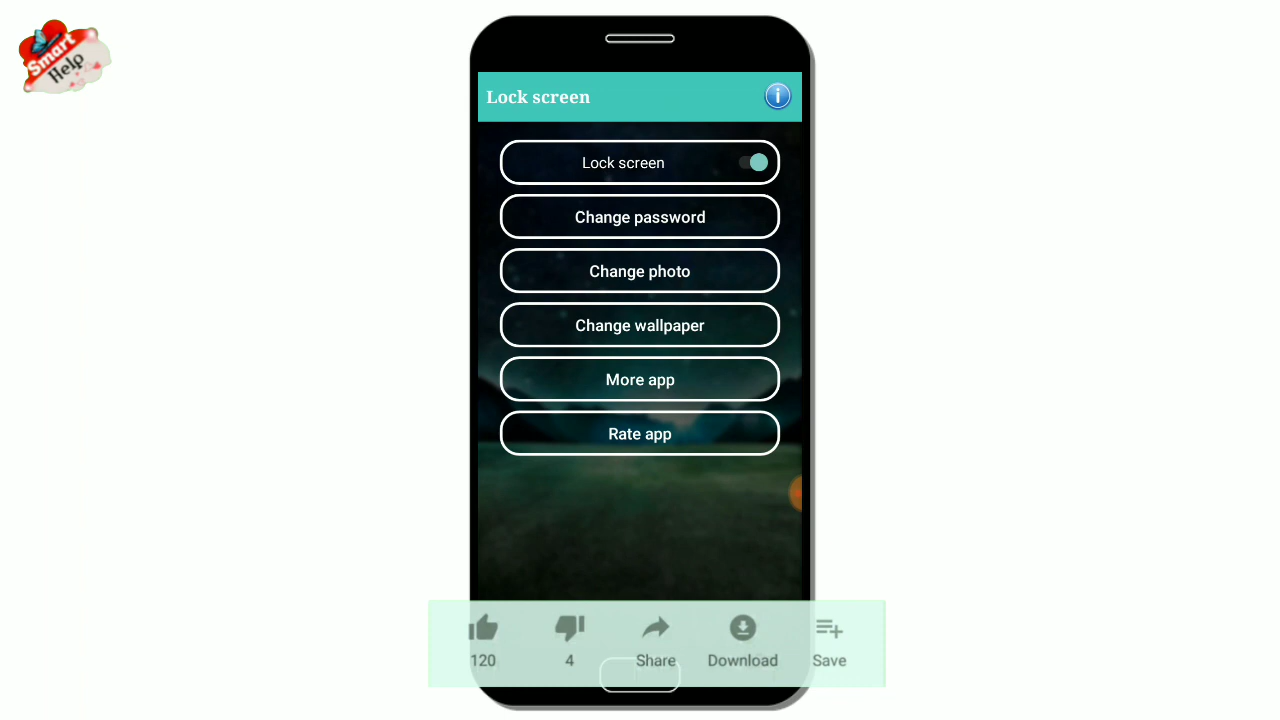 Smart
Help
Lock screen
i
Lock screen
Change password
Change photo
Change wallpaper
More app
Rate app
120
4
Share
Download
Save